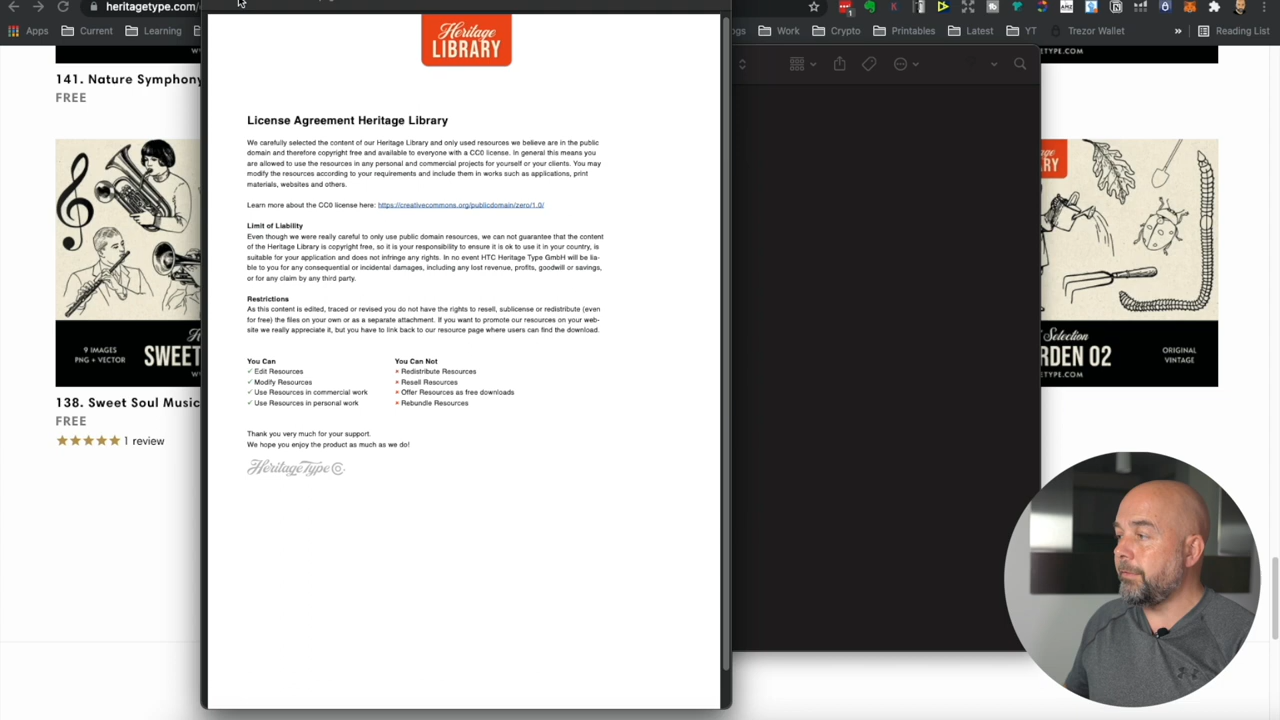 heritagetype.com/
Apps
Current
Learning
ogs
Work
Crypto
Printables
Latest
YT
Trezor Wallet
»
Reading List
141. Nature Symphony
FREE
9 IMAGES
PNG + VECTOR
SWEET
138. Sweet Soul Music
FREE
1 review
Heritage
LIBRARY
License Agreement Heritage Library
We carefully selected the content of our Heritage Library and only used resources we believe are in the public
domain and therefore copyright free and available to everyone with a CC0 license. In general this means you
are allowed to use the resources in any personal and commercial projects for yourself or your clients. You may
modify the resources according to your requirements and include them in works such as applications, print
materials, websites and others.
Learn more about the CC0 license here: https://creativecommons.org/publicdomain/zero/1.0/
Limit of Liability
Even though we were really careful to only use public domain resources, we can not guarantee that the content
of the Heritage Library is copyright free, so it is your responsibility to ensure it is ok to use it in your country, is
suitable for your application and does not infringe any rights. In no event HTC Heritage Type GmbH will be lia-
ble to you for any consequential or incidental damages, including any lost revenue, profits, goodwill or savings,
or for any claim by any third party.
Restrictions
As this content is edited, traced or revised you do not have the rights to resell, sublicense or redistribute (even
for free) the files on your own or as a separate attachment. If you want to promote our resources on your web-
site we really appreciate it, but you have to link back to our resource page where users can find the download.
You Can
✓ Edit Resources
✓ Modify Resources
✓ Use Resources in commercial work
✓ Use Resources in personal work
You Can Not
Redistribute Resources
Resell Resources
Offer Resources as free downloads
Rebundle Resources
Thank you very much for your support.
We hope you enjoy the product as much as we do!
Heritage Type Co
YPE.COM
Selection
RDEN 02
ETYPE.COM
ORIGINAL
VINTAGE